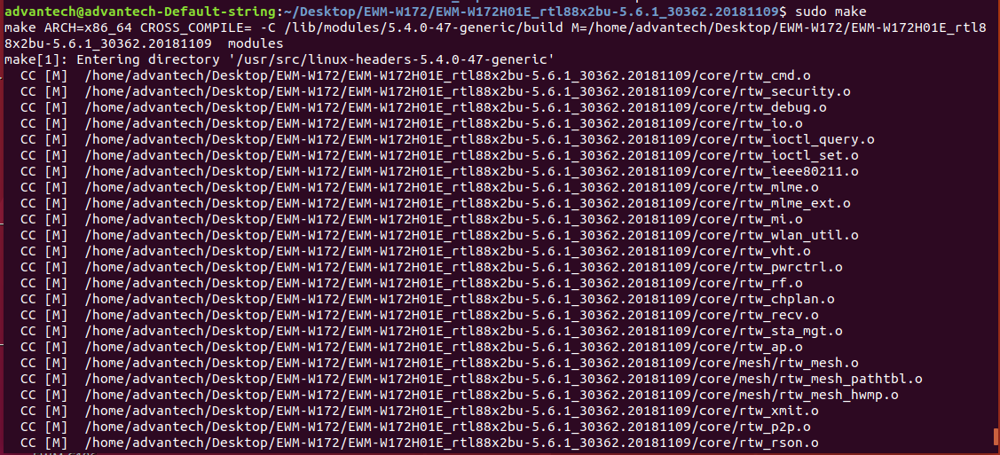 advantech@advantech-Default-string:~/Desktop/EWM-W172/EWM-W172H01E_rtl88x2bu-5.6.1_30362.20181109$ sudo make
make ARCH=x86_64 CROSS_COMPILE= -C /lib/modules/5.4.0-47-generic/build M=/home/advantech/Desktop/EWM-W172/EWM-W172H01E_rtl8
8x2bu-5.6.1_30362.20181109  modules
make[1]: Entering directory '/usr/src/linux-headers-5.4.0-47-generic'
  CC [M]  /home/advantech/Desktop/EWM-W172/EWM-W172H01E_rtl88x2bu-5.6.1_30362.20181109/core/rtw_cmd.o
  CC [M]  /home/advantech/Desktop/EWM-W172/EWM-W172H01E_rtl88x2bu-5.6.1_30362.20181109/core/rtw_security.o
  CC [M]  /home/advantech/Desktop/EWM-W172/EWM-W172H01E_rtl88x2bu-5.6.1_30362.20181109/core/rtw_debug.o
  CC [M]  /home/advantech/Desktop/EWM-W172/EWM-W172H01E_rtl88x2bu-5.6.1_30362.20181109/core/rtw_io.o
  CC [M]  /home/advantech/Desktop/EWM-W172/EWM-W172H01E_rtl88x2bu-5.6.1_30362.20181109/core/rtw_ioctl_query.o
  CC [M]  /home/advantech/Desktop/EWM-W172/EWM-W172H01E_rtl88x2bu-5.6.1_30362.20181109/core/rtw_ioctl_set.o
  CC [M]  /home/advantech/Desktop/EWM-W172/EWM-W172H01E_rtl88x2bu-5.6.1_30362.20181109/core/rtw_ieee80211.o
  CC [M]  /home/advantech/Desktop/EWM-W172/EWM-W172H01E_rtl88x2bu-5.6.1_30362.20181109/core/rtw_mlme.o
  CC [M]  /home/advantech/Desktop/EWM-W172/EWM-W172H01E_rtl88x2bu-5.6.1_30362.20181109/core/rtw_mlme_ext.o
  CC [M]  /home/advantech/Desktop/EWM-W172/EWM-W172H01E_rtl88x2bu-5.6.1_30362.20181109/core/rtw_mi.o
  CC [M]  /home/advantech/Desktop/EWM-W172/EWM-W172H01E_rtl88x2bu-5.6.1_30362.20181109/core/rtw_wlan_util.o
  CC [M]  /home/advantech/Desktop/EWM-W172/EWM-W172H01E_rtl88x2bu-5.6.1_30362.20181109/core/rtw_vht.o
  CC [M]  /home/advantech/Desktop/EWM-W172/EWM-W172H01E_rtl88x2bu-5.6.1_30362.20181109/core/rtw_pwrctrl.o
  CC [M]  /home/advantech/Desktop/EWM-W172/EWM-W172H01E_rtl88x2bu-5.6.1_30362.20181109/core/rtw_rf.o
  CC [M]  /home/advantech/Desktop/EWM-W172/EWM-W172H01E_rtl88x2bu-5.6.1_30362.20181109/core/rtw_chplan.o
  CC [M]  /home/advantech/Desktop/EWM-W172/EWM-W172H01E_rtl88x2bu-5.6.1_30362.20181109/core/rtw_recv.o
  CC [M]  /home/advantech/Desktop/EWM-W172/EWM-W172H01E_rtl88x2bu-5.6.1_30362.20181109/core/rtw_sta_mgt.o
  CC [M]  /home/advantech/Desktop/EWM-W172/EWM-W172H01E_rtl88x2bu-5.6.1_30362.20181109/core/rtw_ap.o
  CC [M]  /home/advantech/Desktop/EWM-W172/EWM-W172H01E_rtl88x2bu-5.6.1_30362.20181109/core/mesh/rtw_mesh.o
  CC [M]  /home/advantech/Desktop/EWM-W172/EWM-W172H01E_rtl88x2bu-5.6.1_30362.20181109/core/mesh/rtw_mesh_pathtbl.o
  CC [M]  /home/advantech/Desktop/EWM-W172/EWM-W172H01E_rtl88x2bu-5.6.1_30362.20181109/core/mesh/rtw_mesh_hwmp.o
  CC [M]  /home/advantech/Desktop/EWM-W172/EWM-W172H01E_rtl88x2bu-5.6.1_30362.20181109/core/rtw_xmit.o
  CC [M]  /home/advantech/Desktop/EWM-W172/EWM-W172H01E_rtl88x2bu-5.6.1_30362.20181109/core/rtw_p2p.o
  CC [M]  /home/advantech/Desktop/EWM-W172/EWM-W172H01E_rtl88x2bu-5.6.1_30362.20181109/core/rtw_rson.o